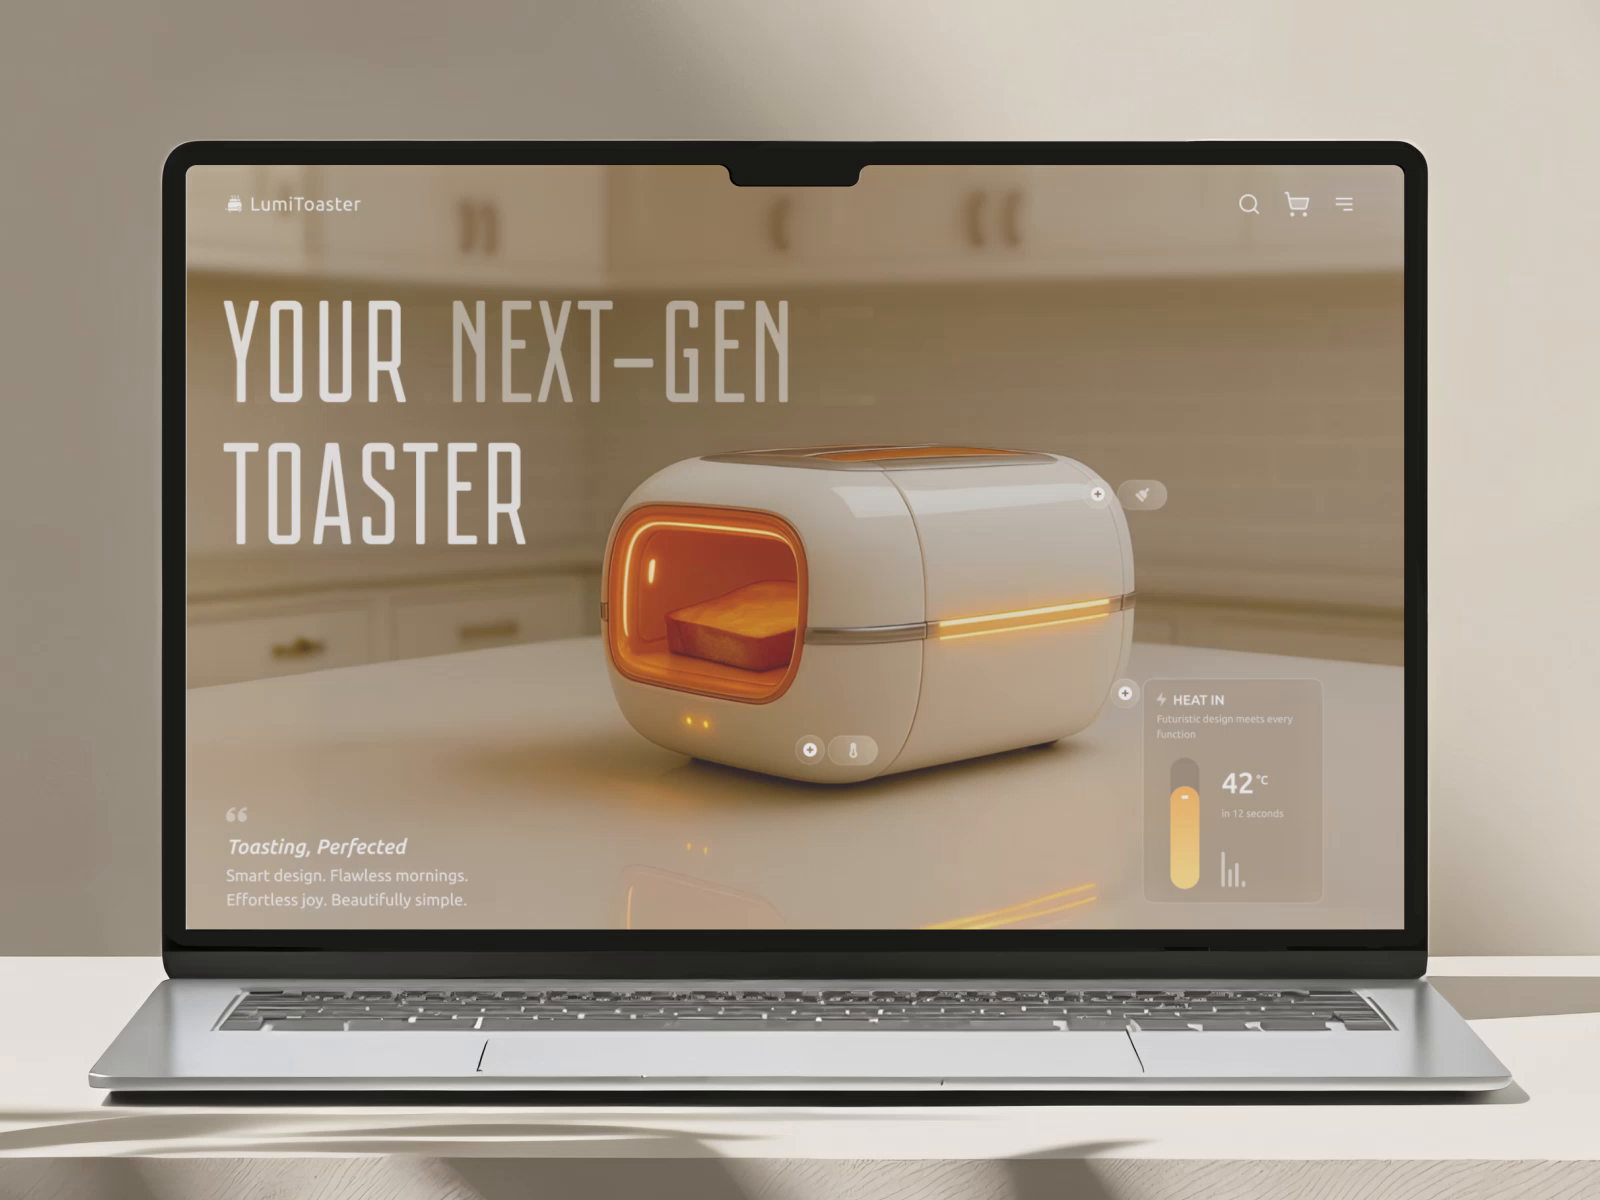 LumiToaster
YOUR NEXT-GEN
TOASTER
HEAT IN
Futuristic design meets every
function
42°C
in 12 seconds
“
Toasting, Perfected
Smart design. Flawless mornings.
Effortless joy. Beautifully simple.